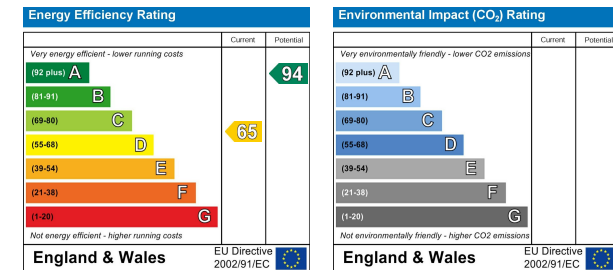 Energy Efficiency Rating
Current Potential
Very energy efficient - lower running costs
(92 plus) A
94
(81-91) B
(69-80) C
65
(55-68) D
(39-54) E
(21-38) F
(1-20) G
Not energy efficient - higher running costs
England & Wales
EU Directive
2002/91/EC
Environmental Impact (CO₂) Rating
Current Potential
Very environmentally friendly - lower CO2 emissions
(92 plus) A
(81-91) B
(69-80) C
(55-68) D
(39-54) E
(21-38) F
(1-20) G
Not environmentally friendly - higher CO2 emissions
England & Wales
EU Directive
2002/91/EC